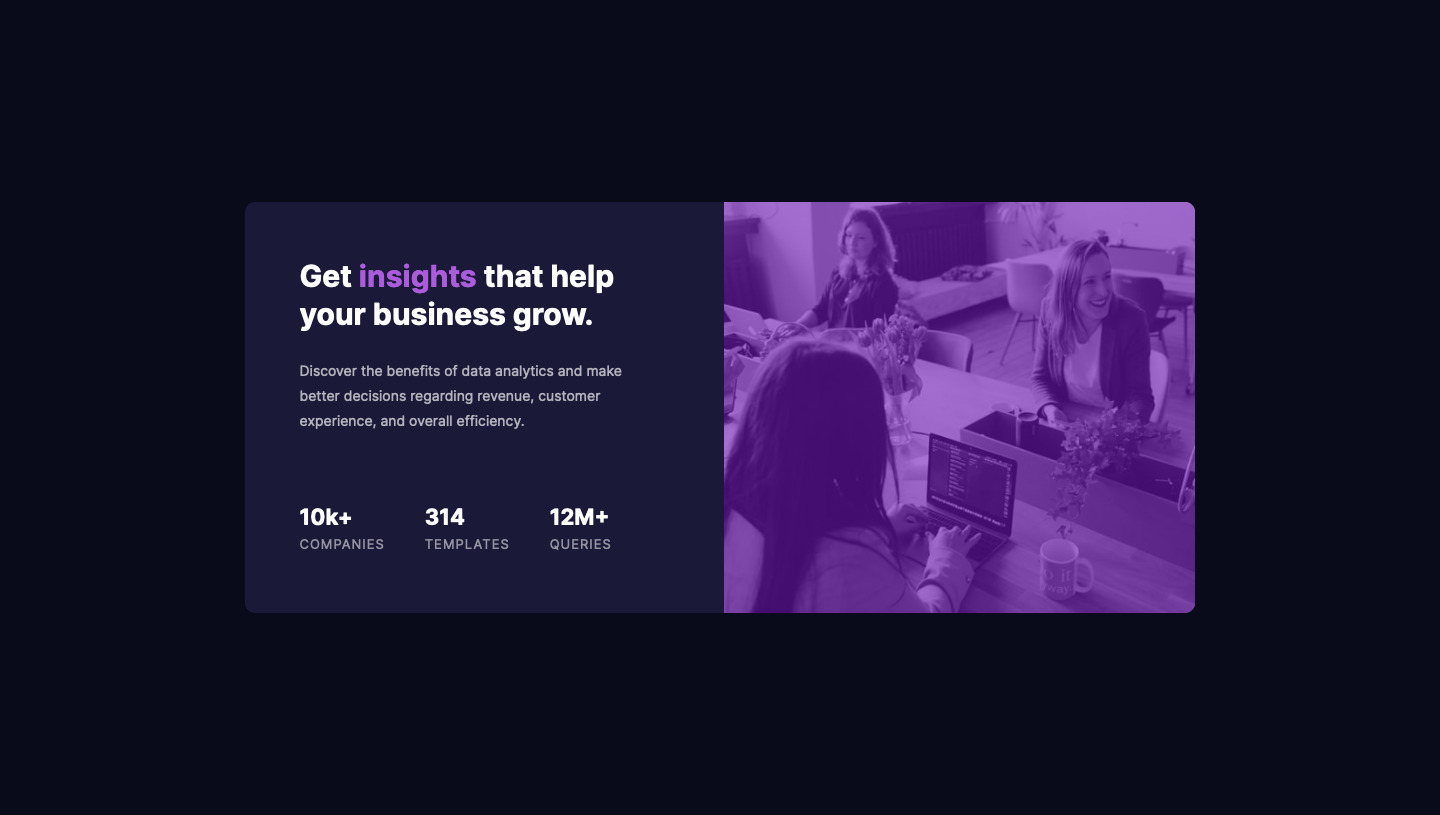 Get insights that help
your business grow.
Discover the benefits of data analytics and make
better decisions regarding revenue, customer
experience, and overall efficiency.
10k+ 314 12M+
COMPANIES TEMPLATES QUERIES